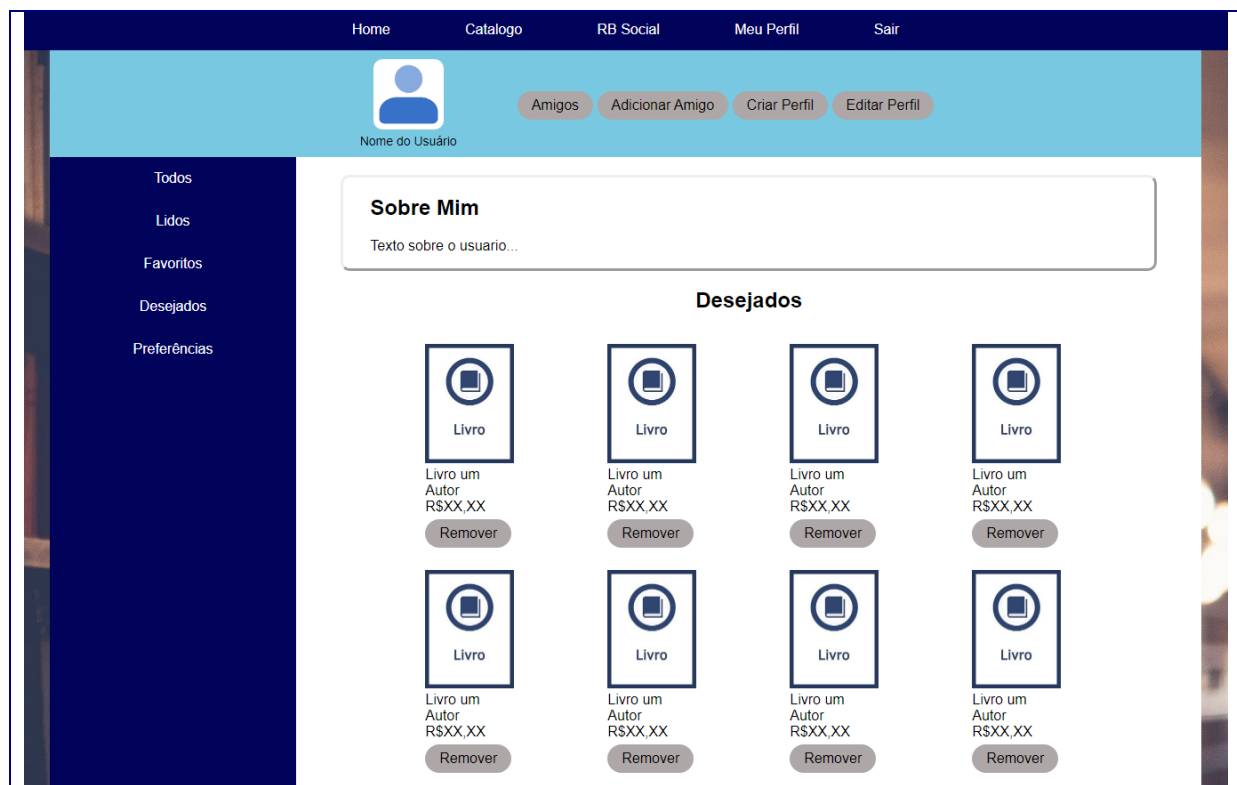 Home Catalogo RB Social Meu Perfil Sair
Amigos Adicionar Amigo Criar Perfil Editar Perfil
Nome do Usuário
Todos
Lidos
Favoritos
Desejados
Preferências
Sobre Mim
Texto sobre o usuario...
Desejados
Livro Livro Livro Livro
Livro um Livro um Livro um Livro um
Autor Autor Autor Autor
R$XX,XX R$XX,XX R$XX,XX R$XX,XX
Remover Remover Remover Remover
Livro Livro Livro Livro
Livro um Livro um Livro um Livro um
Autor Autor Autor Autor
R$XX,XX R$XX,XX R$XX,XX R$XX,XX
Remover Remover Remover Remover